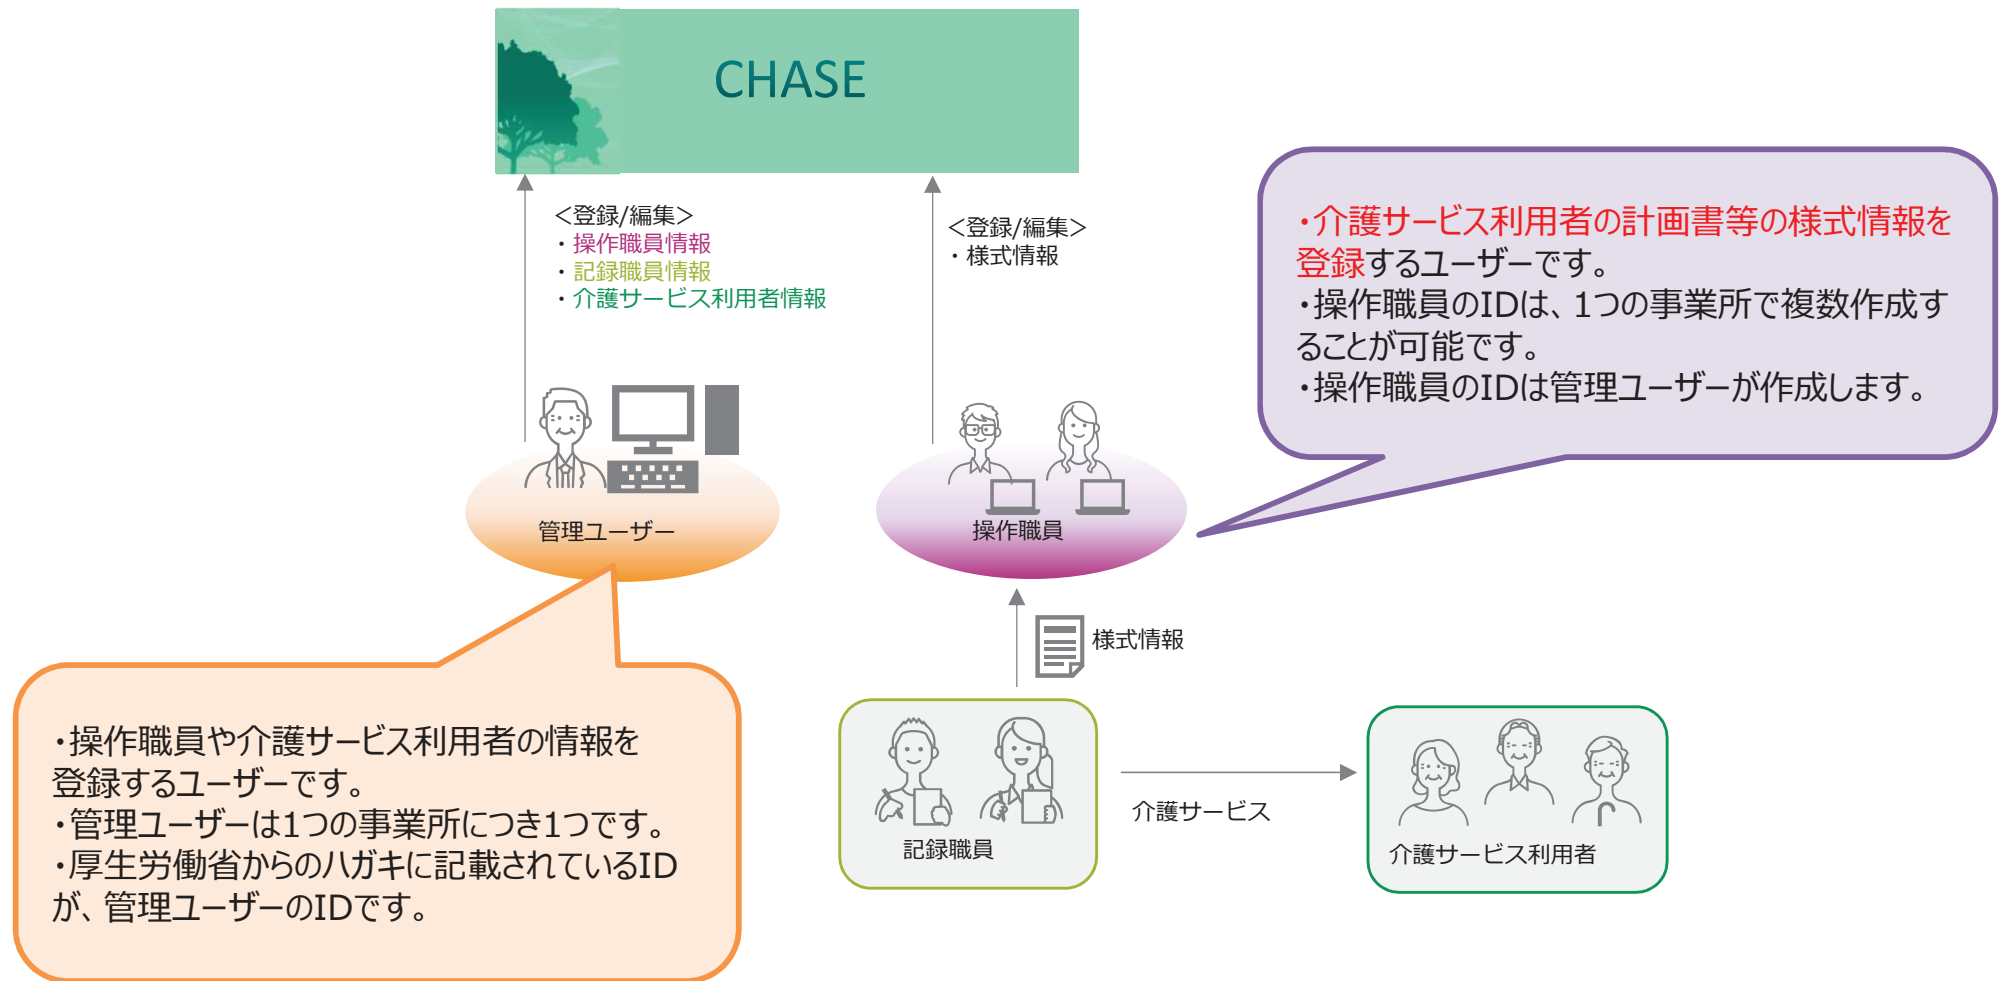 CHASE
＜登録/編集＞
・操作職員情報
・記録職員情報
・介護サービス利用者情報
＜登録/編集＞
・様式情報
・介護サービス利用者の計画書等の様式情報を
登録するユーザーです。
・操作職員のIDは、1つの事業所で複数作成す
ることが可能です。
・操作職員のIDは管理ユーザーが作成します。
管理ユーザー
操作職員
様式情報
・操作職員や介護サービス利用者の情報を
登録するユーザーです。
・管理ユーザーは1つの事業所につき1つです。
・厚生労働省からのハガキに記載されているID
が、管理ユーザーのIDです。
記録職員
介護サービス
介護サービス利用者